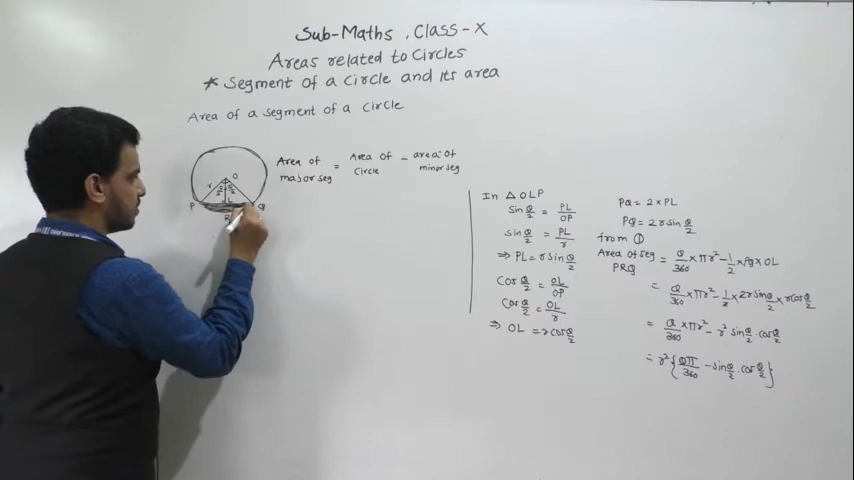 Sub-Maths, Class-X
Areas related to Circles
* Segment of a circle and its area
Area of a segment of a circle
Area of major seg = Area of circle - area of minor seg
O
r
θ/2 θ/2
L
P Q
R
In △ OLP
sin θ/2 = PL/OP
sin θ/2 = PL/r
⇒ PL = r sin θ/2
Cos θ/2 = OL/OP
Cos θ/2 = OL/r
⇒ OL = r cos θ/2
PQ = 2 × PL
PQ = 2r sin θ/2
from ①
Area of seg PRQ = θ/360 × πr² - 1/2 × PQ × OL
= θ/360 × πr² - 1/2 × 2r sin θ/2 × r cos θ/2
= θ/360 × πr² - r² sin θ/2 . cos θ/2
= r² { θπ/360 - sin θ/2 . cos θ/2 }